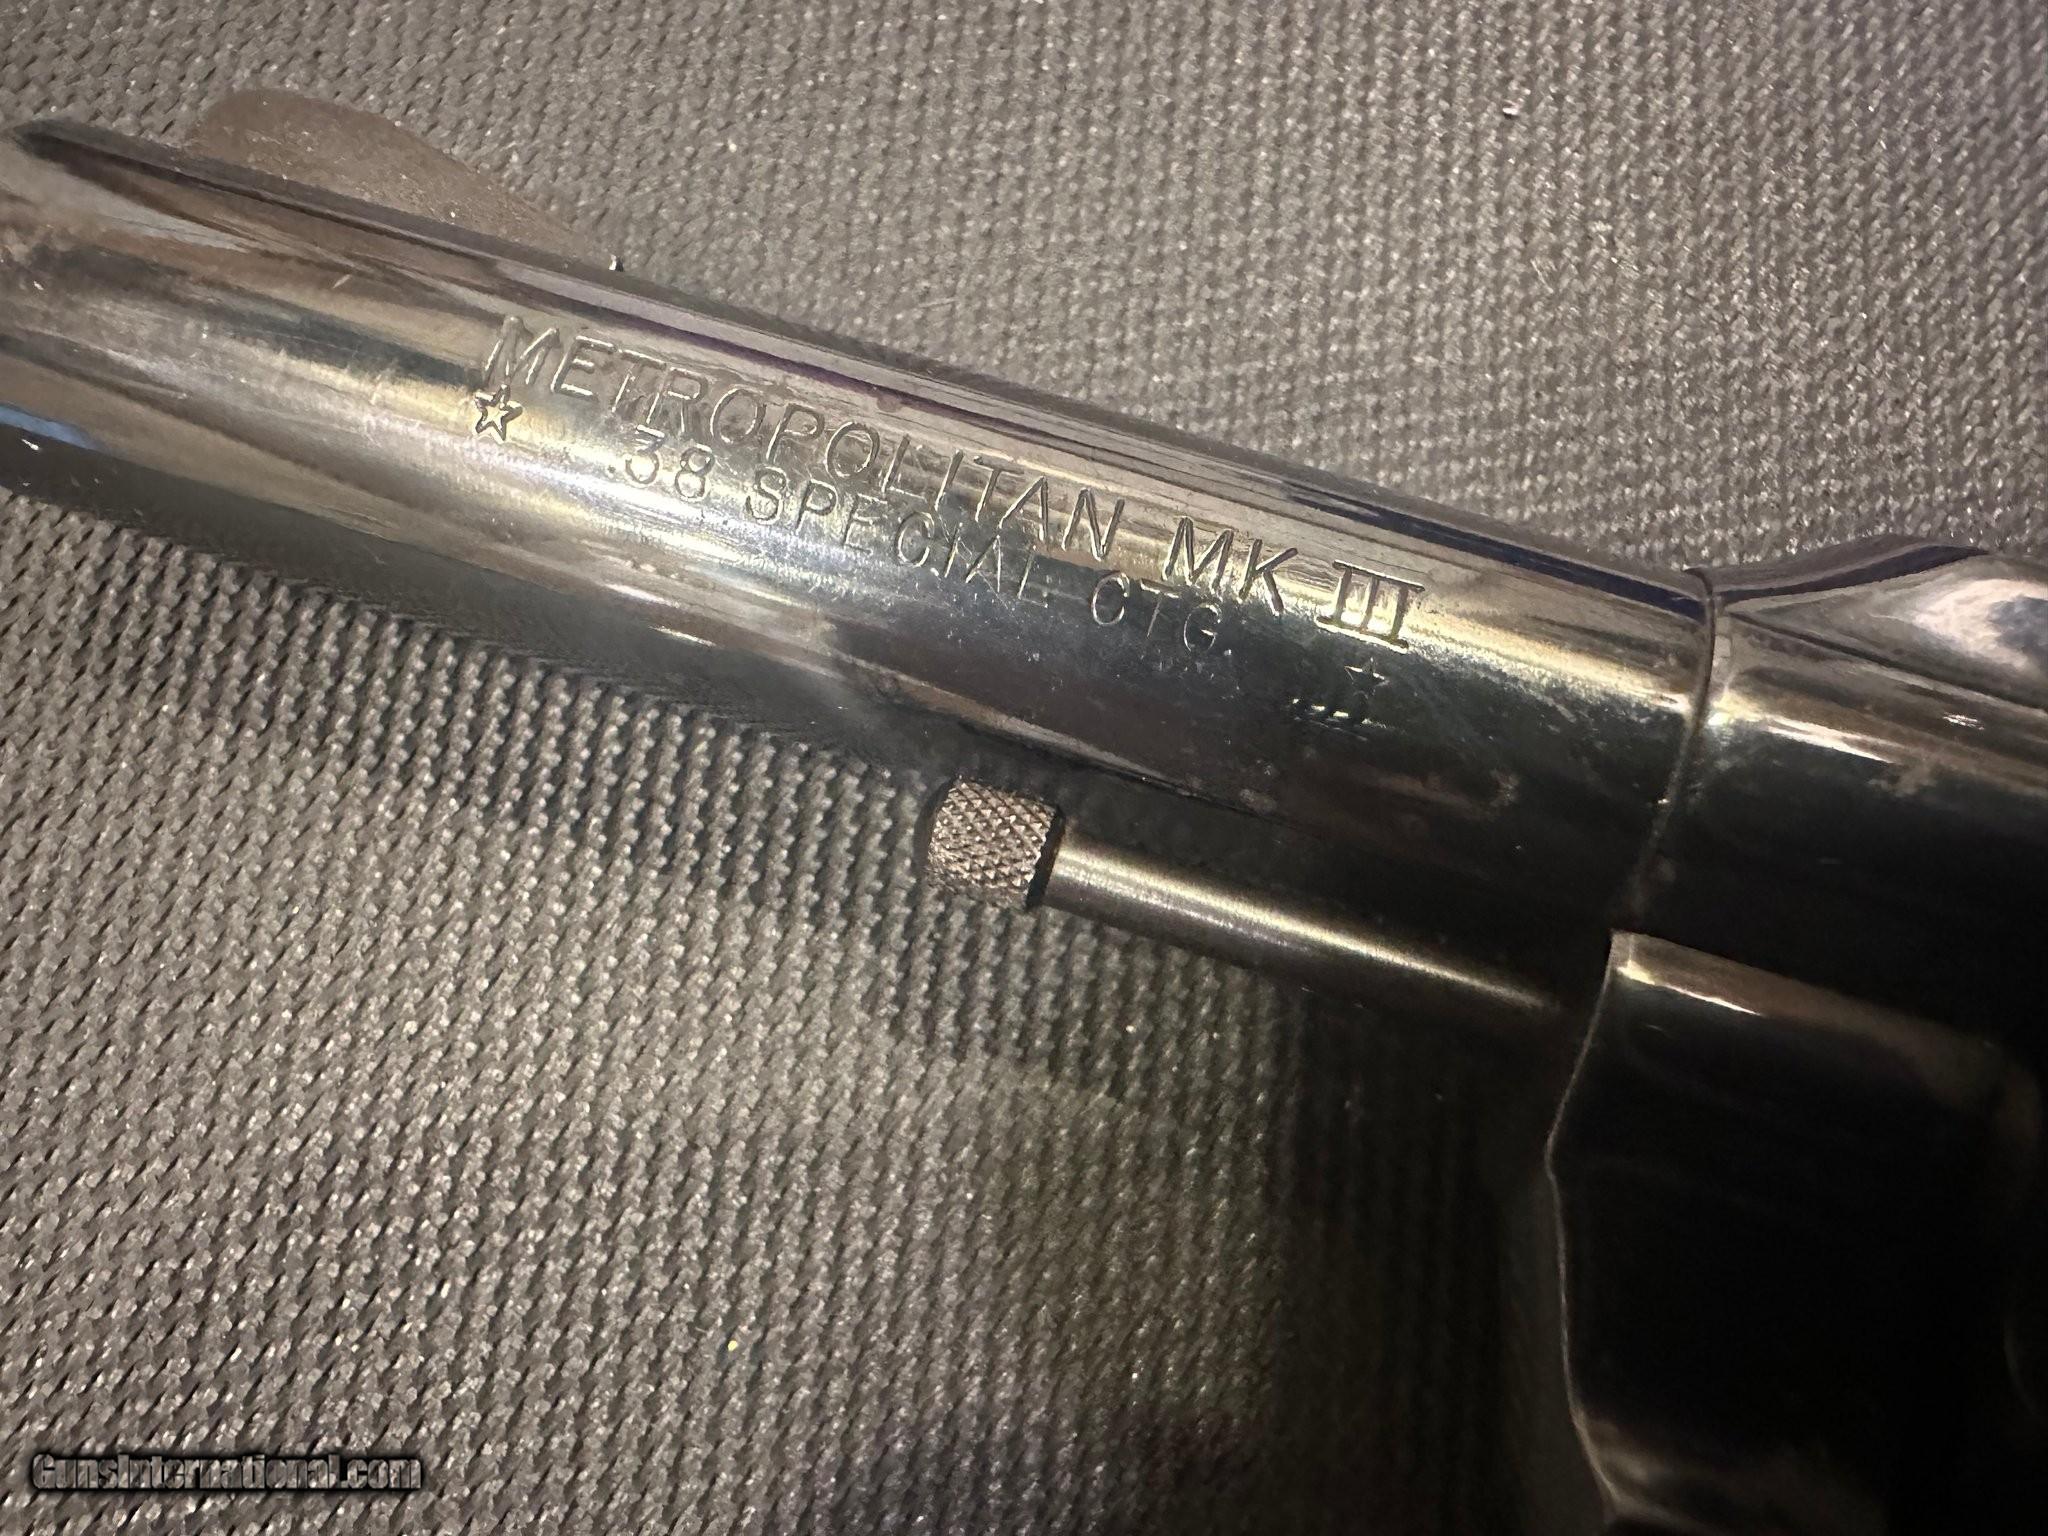 METROPOLITAN MK III
☆ .38 SPECIAL CTG. ☆
GunsInternational.com